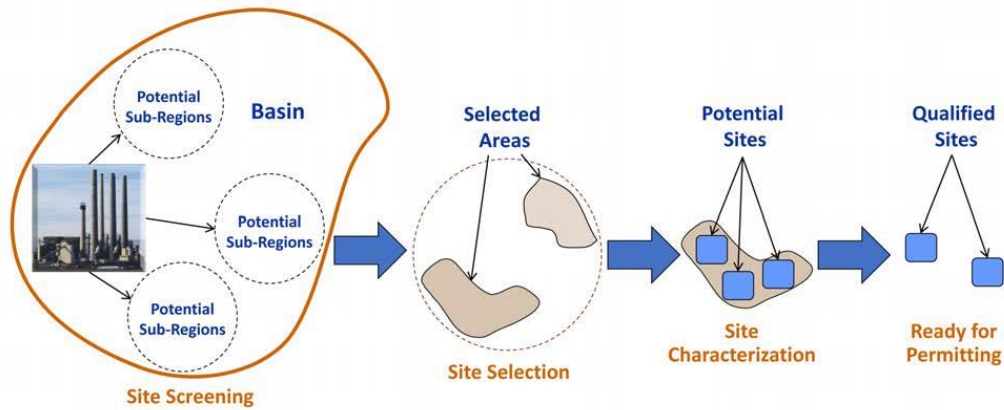 Potential
Sub-Regions
Basin
Potential
Sub-Regions
Potential
Sub-Regions
Site Screening
Selected
Areas
Site Selection
Potential
Sites
Site
Characterization
Qualified
Sites
Ready for
Permitting